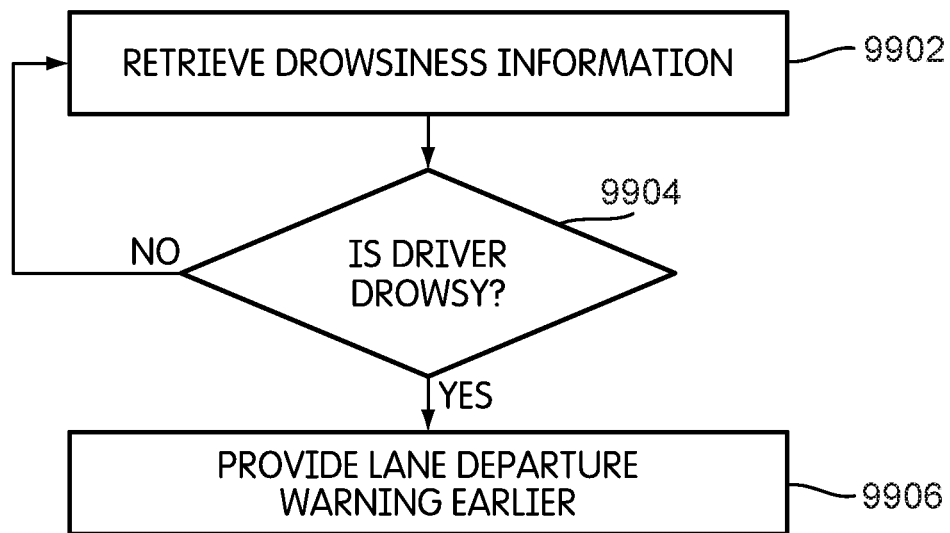 RETRIEVE DROWSINESS INFORMATION
9902
9904
IS DRIVER
DROWSY?
NO
YES
PROVIDE LANE DEPARTURE
WARNING EARLIER
9906